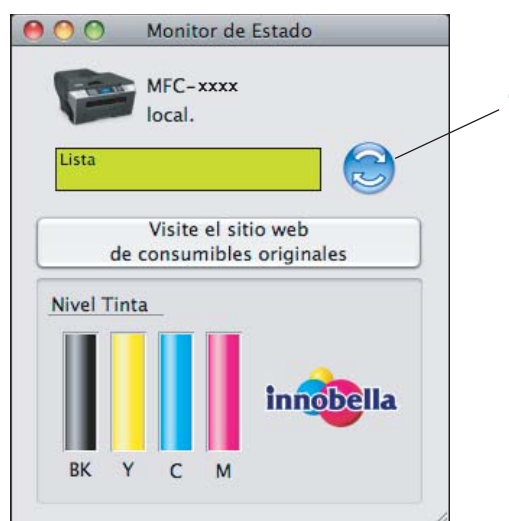 Monitor de Estado
MFC-xxxx
local.
Lista
Visite el sitio web
de consumibles originales
Nivel Tinta
innobella
BK Y C M